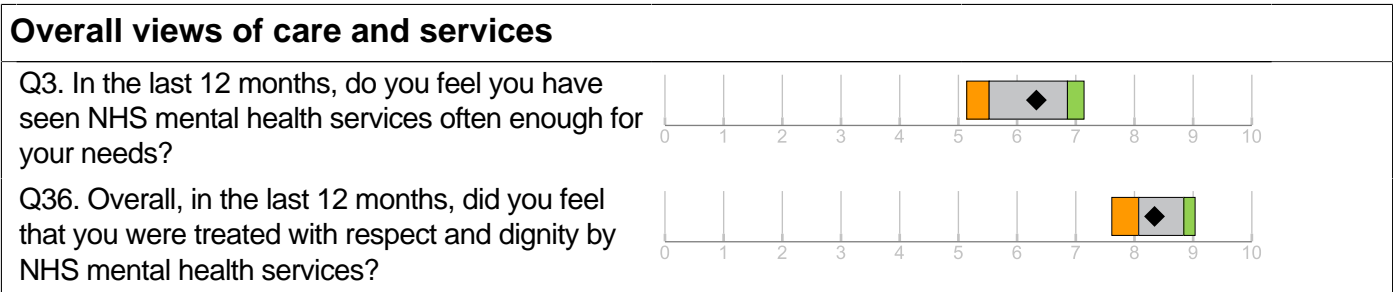 Overall views of care and services
Q3. In the last 12 months, do you feel you have
seen NHS mental health services often enough for
your needs?
0 1 2 3 4 5 6 7 8 9 10
Q36. Overall, in the last 12 months, did you feel
that you were treated with respect and dignity by
NHS mental health services?
0 1 2 3 4 5 6 7 8 9 10